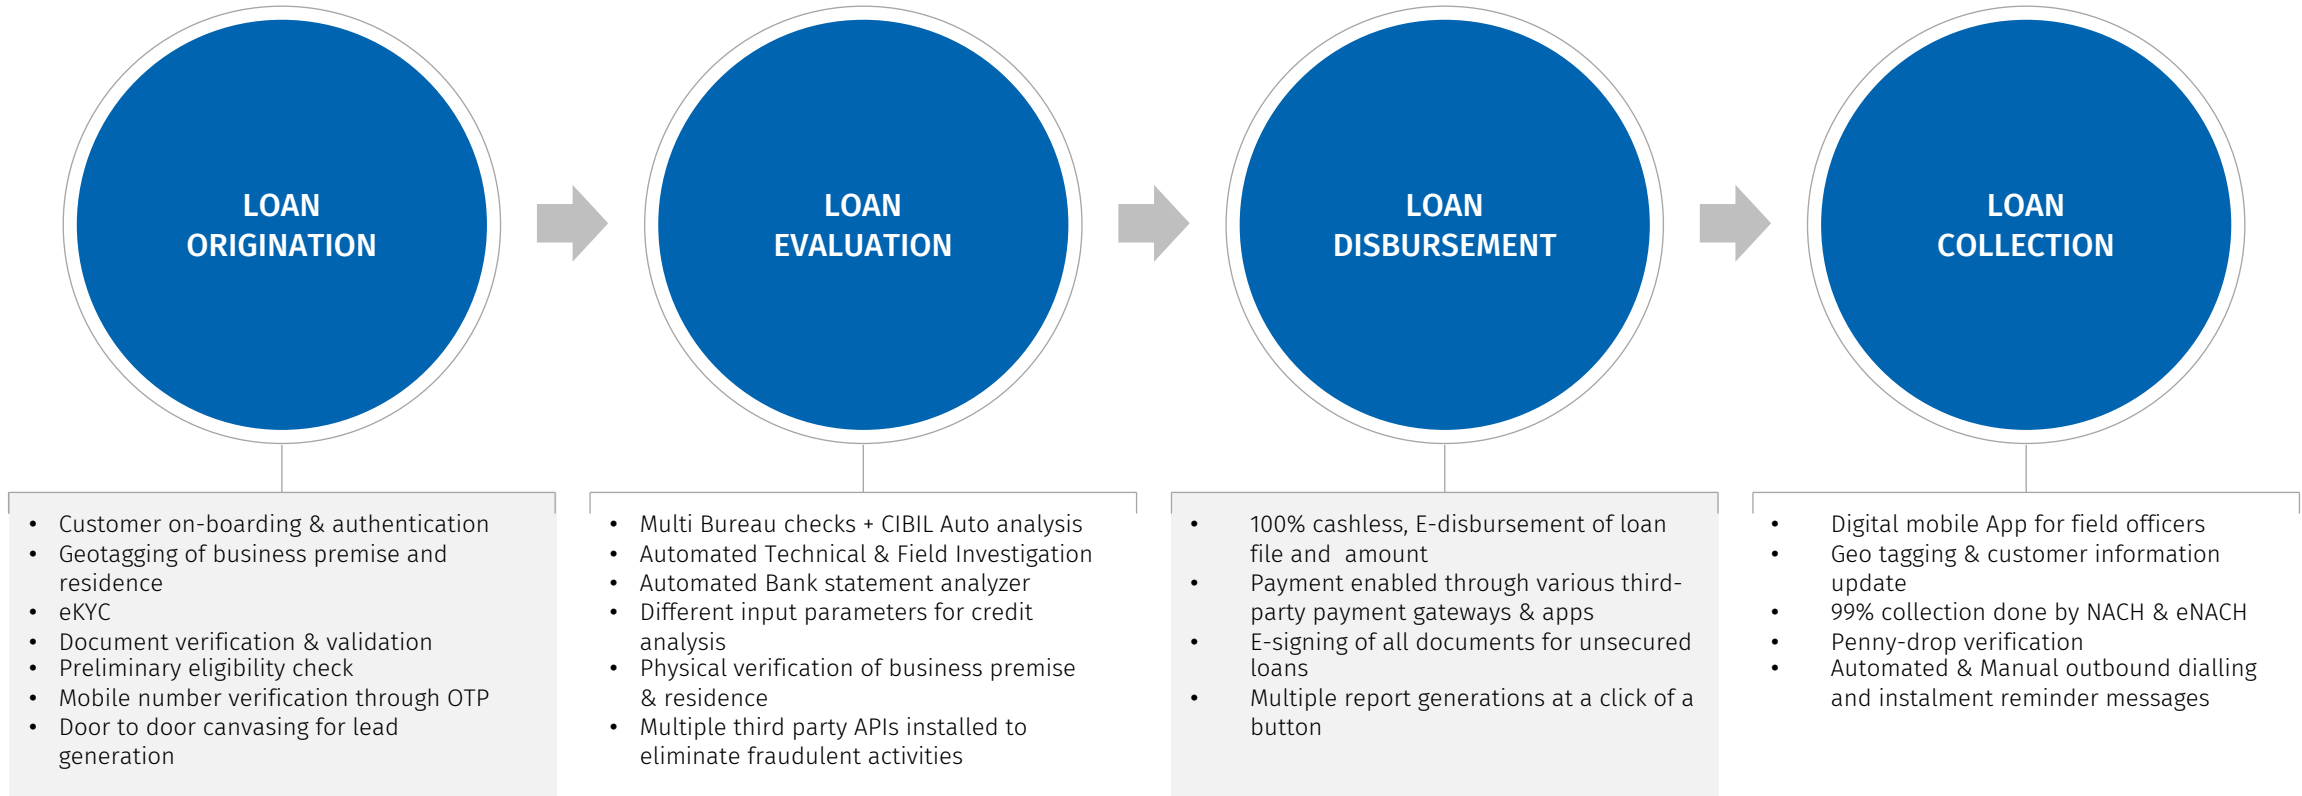 LOAN
ORIGINATION
LOAN
EVALUATION
LOAN
DISBURSEMENT
LOAN
COLLECTION
• Customer on-boarding & authentication
• Geotagging of business premise and
residence
• eKYC
• Document verification & validation
• Preliminary eligibility check
• Mobile number verification through OTP
• Door to door canvasing for lead
generation
• Multi Bureau checks + CIBIL Auto analysis
• Automated Technical & Field Investigation
• Automated Bank statement analyzer
• Different input parameters for credit
analysis
• Physical verification of business premise
& residence
• Multiple third party APIs installed to
eliminate fraudulent activities
• 100% cashless, E-disbursement of loan
file and amount
• Payment enabled through various third-
party payment gateways & apps
• E-signing of all documents for unsecured
loans
• Multiple report generations at a click of a
button
• Digital mobile App for field officers
• Geo tagging & customer information
update
• 99% collection done by NACH & eNACH
• Penny-drop verification
• Automated & Manual outbound dialling
and instalment reminder messages